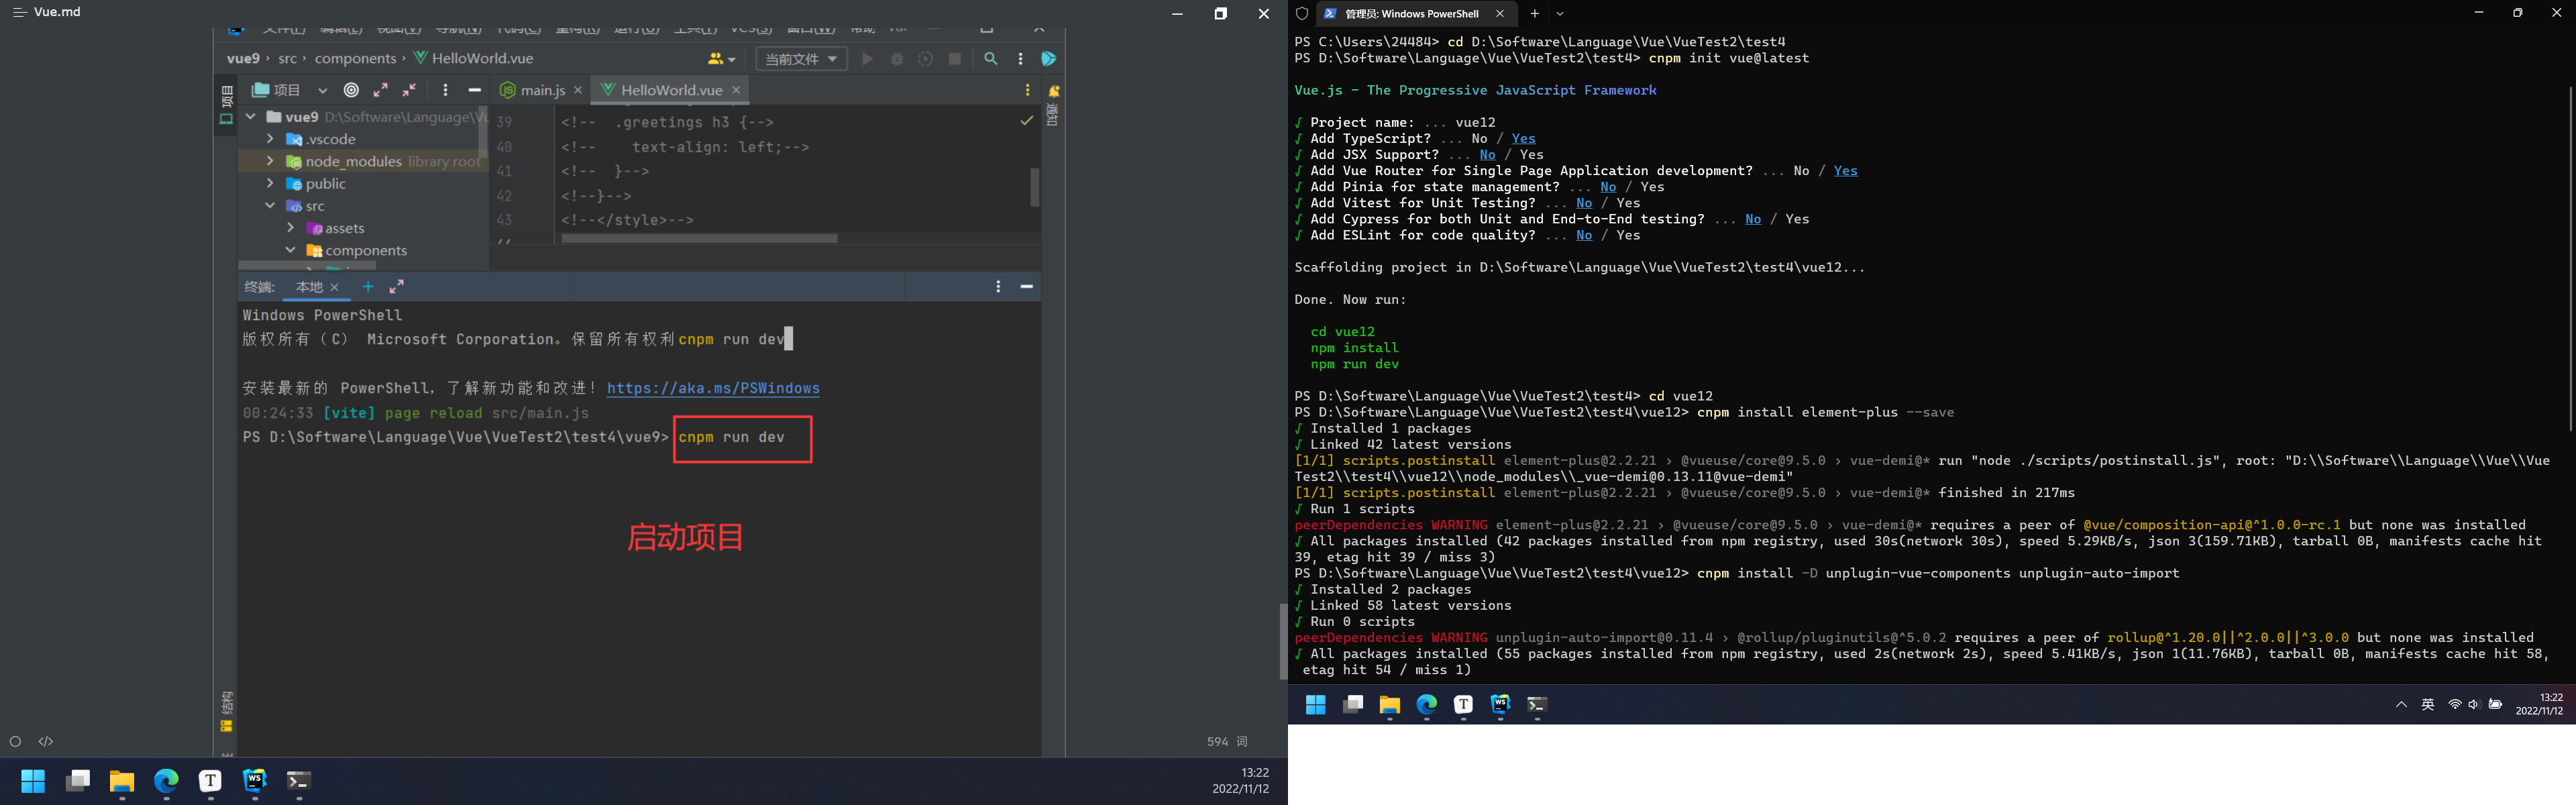 Vue.md
vue9 › src › components › HelloWorld.vue
当前文件
项目
项目
main.js
HelloWorld.vue
通知
vue9 D:\Software\Language\Vu
.vscode
node_modules library root
public
src
assets
components
39 <!-- .greetings h3 {-->
40 <!--   text-align: left;-->
41 <!-- }-->
42 <!--}-->
43 <!--</style>-->
终端: 本地
Windows PowerShell
版权所有（C） Microsoft Corporation。保留所有权利cnpm run dev
安装最新的 PowerShell，了解新功能和改进！https://aka.ms/PSWindows
00:24:33 [vite] page reload src/main.js
PS D:\Software\Language\Vue\VueTest2\test4\vue9> cnpm run dev
启动项目
结构
594 词
13:22
2022/11/12
管理员: Windows PowerShell
PS C:\Users\24484> cd D:\Software\Language\Vue\VueTest2\test4
PS D:\Software\Language\Vue\VueTest2\test4> cnpm init vue@latest
Vue.js - The Progressive JavaScript Framework
√ Project name: ... vue12
√ Add TypeScript? ... No / Yes
√ Add JSX Support? ... No / Yes
√ Add Vue Router for Single Page Application development? ... No / Yes
√ Add Pinia for state management? ... No / Yes
√ Add Vitest for Unit Testing? ... No / Yes
√ Add Cypress for both Unit and End-to-End testing? ... No / Yes
√ Add ESLint for code quality? ... No / Yes
Scaffolding project in D:\Software\Language\Vue\VueTest2\test4\vue12...
Done. Now run:
cd vue12
npm install
npm run dev
PS D:\Software\Language\Vue\VueTest2\test4> cd vue12
PS D:\Software\Language\Vue\VueTest2\test4\vue12> cnpm install element-plus --save
√ Installed 1 packages
√ Linked 42 latest versions
[1/1] scripts.postinstall element-plus@2.2.21 › @vueuse/core@9.5.0 › vue-demi@* run "node ./scripts/postinstall.js", root: "D:\\Software\\Language\\Vue\\Vue
Test2\\test4\\vue12\\node_modules\\_vue-demi@0.13.11@vue-demi"
[1/1] scripts.postinstall element-plus@2.2.21 › @vueuse/core@9.5.0 › vue-demi@* finished in 217ms
√ Run 1 scripts
peerDependencies WARNING element-plus@2.2.21 › @vueuse/core@9.5.0 › vue-demi@* requires a peer of @vue/composition-api@^1.0.0-rc.1 but none was installed
√ All packages installed (42 packages installed from npm registry, used 30s(network 30s), speed 5.29KB/s, json 3(159.71KB), tarball 0B, manifests cache hit
39, etag hit 39 / miss 3)
PS D:\Software\Language\Vue\VueTest2\test4\vue12> cnpm install -D unplugin-vue-components unplugin-auto-import
√ Installed 2 packages
√ Linked 58 latest versions
√ Run 0 scripts
peerDependencies WARNING unplugin-auto-import@0.11.4 › @rollup/pluginutils@^5.0.2 requires a peer of rollup@^1.20.0||^2.0.0||^3.0.0 but none was installed
√ All packages installed (55 packages installed from npm registry, used 2s(network 2s), speed 5.41KB/s, json 1(11.76KB), tarball 0B, manifests cache hit 58,
etag hit 54 / miss 1)
英
13:22
2022/11/12